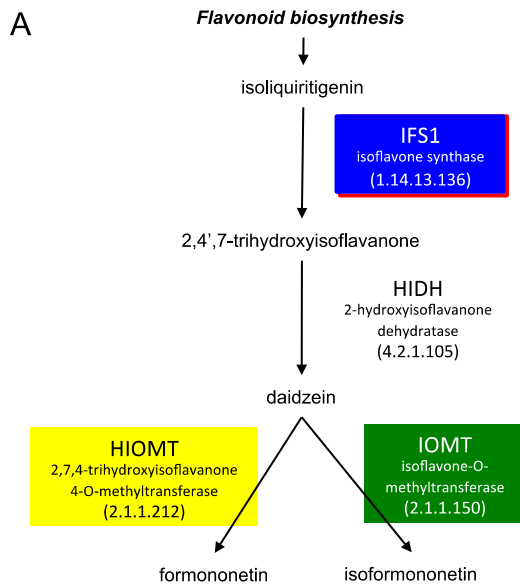 A
Flavonoid biosynthesis
isoliquiritigenin
IFS1
isoflavone synthase
(1.14.13.136)
2,4',7-trihydroxyisoflavanone
HIDH
2-hydroxyisoflavanone
dehydratase
(4.2.1.105)
daidzein
HIOMT
2,7,4-trihydroxyisoflavanone
4-O-methyltransferase
(2.1.1.212)
IOMT
isoflavone-O-
methyltransferase
(2.1.1.150)
formononetin
isoformononetin